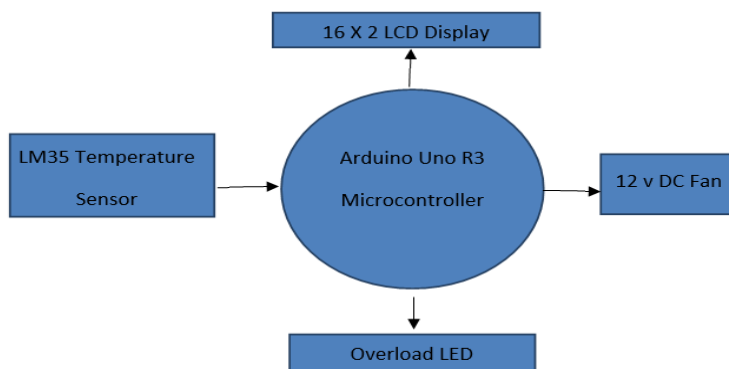 16 X 2 LCD Display
LM35 Temperature
Sensor
Arduino Uno R3
Microcontroller
12 v DC Fan
Overload LED